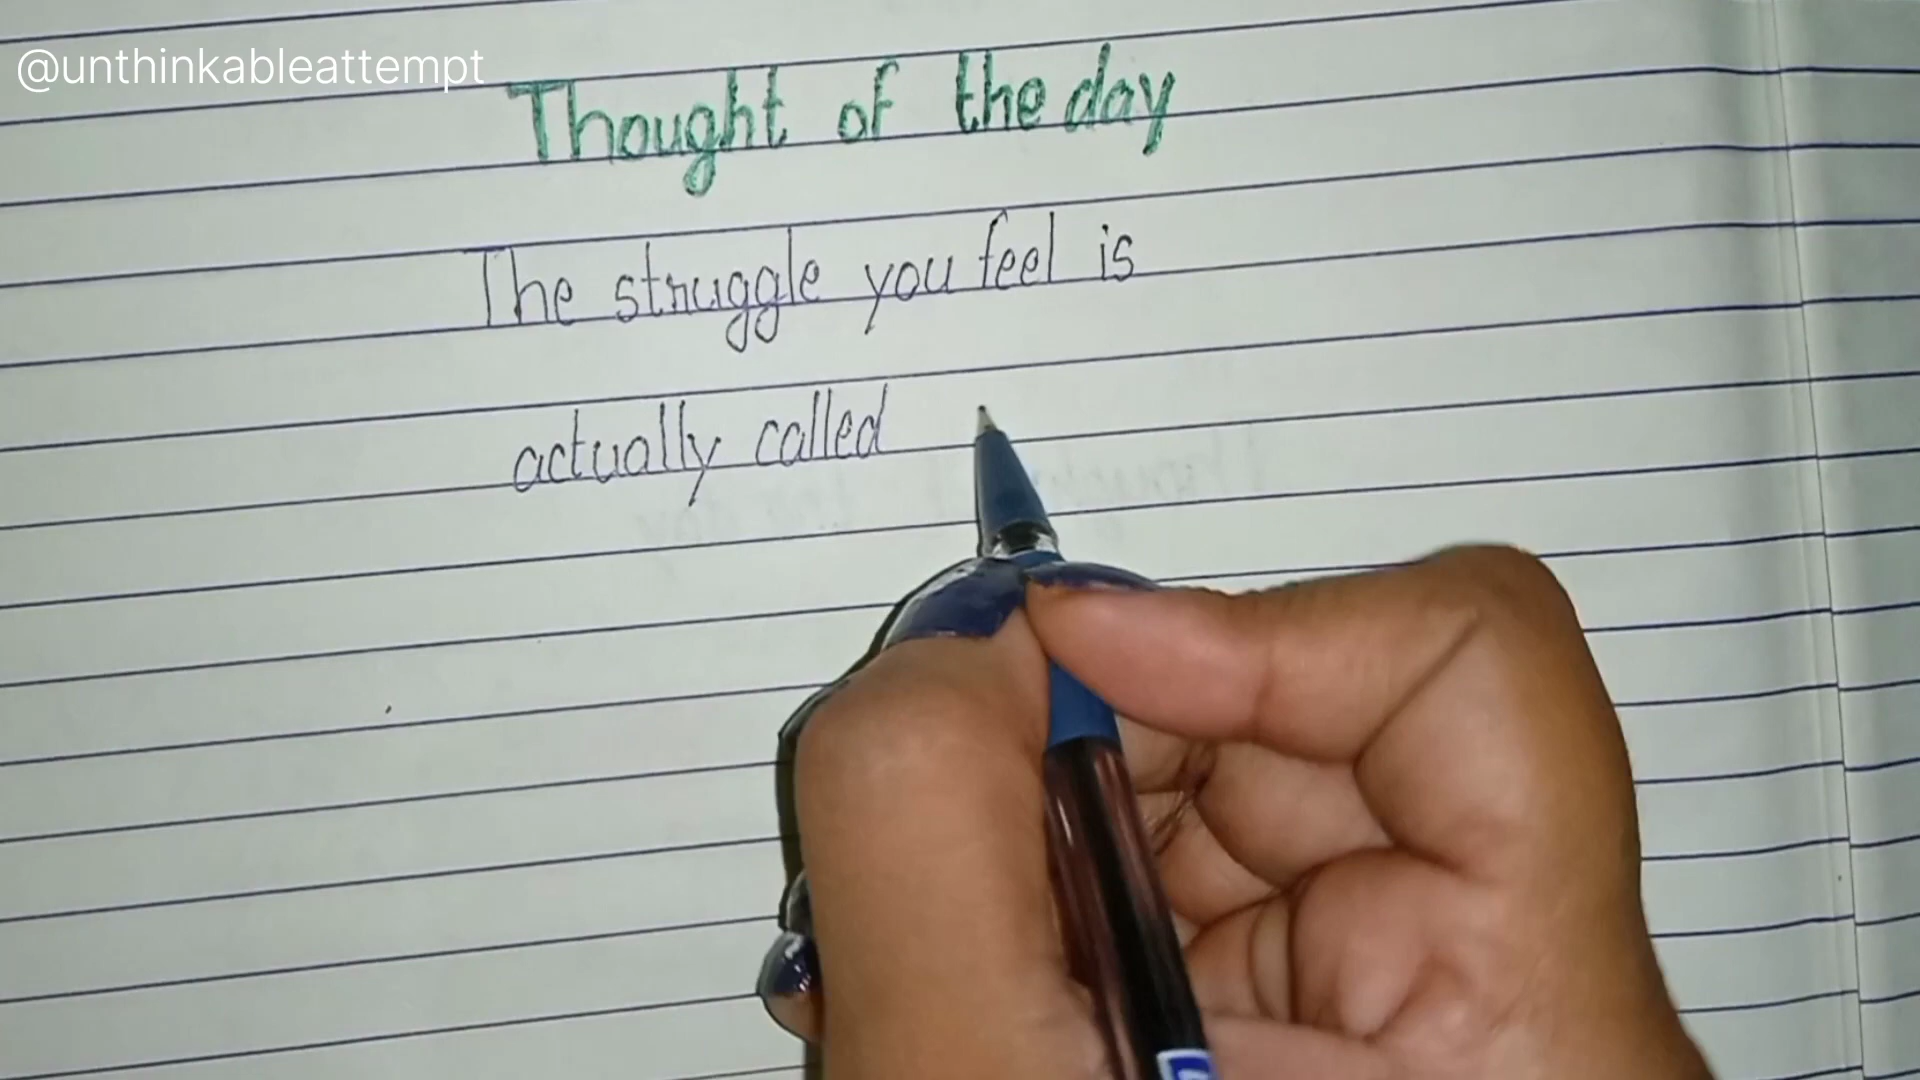 @unthinkableattempt
Thought of the day
The struggle you feel is
actually called